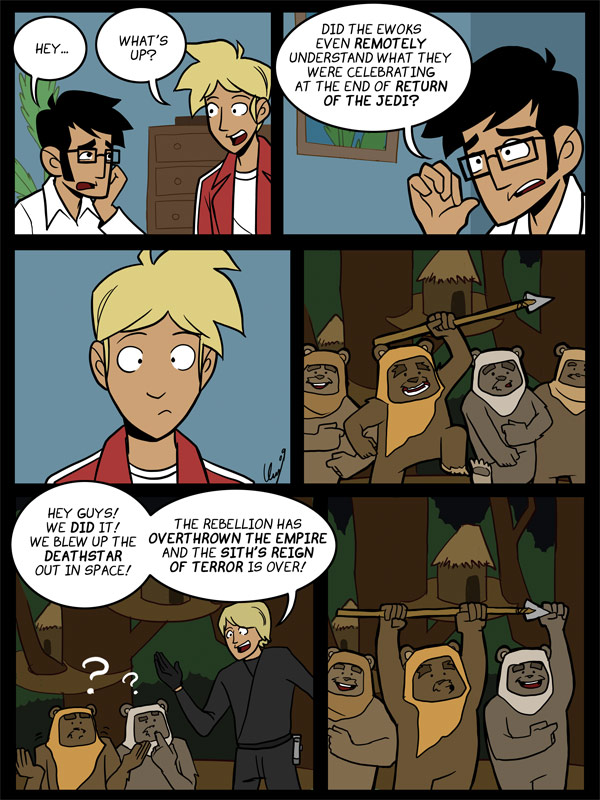 HEY...
WHAT'S
UP?
DID THE EWOKS
EVEN REMOTELY
UNDERSTAND WHAT THEY
WERE CELEBRATING
AT THE END OF RETURN
OF THE JEDI?
HEY GUYS!
WE DID IT!
WE BLEW UP THE
DEATHSTAR
OUT IN SPACE!
THE REBELLION HAS
OVERTHROWN THE EMPIRE
AND THE SITH'S REIGN
OF TERROR IS OVER!
?
?